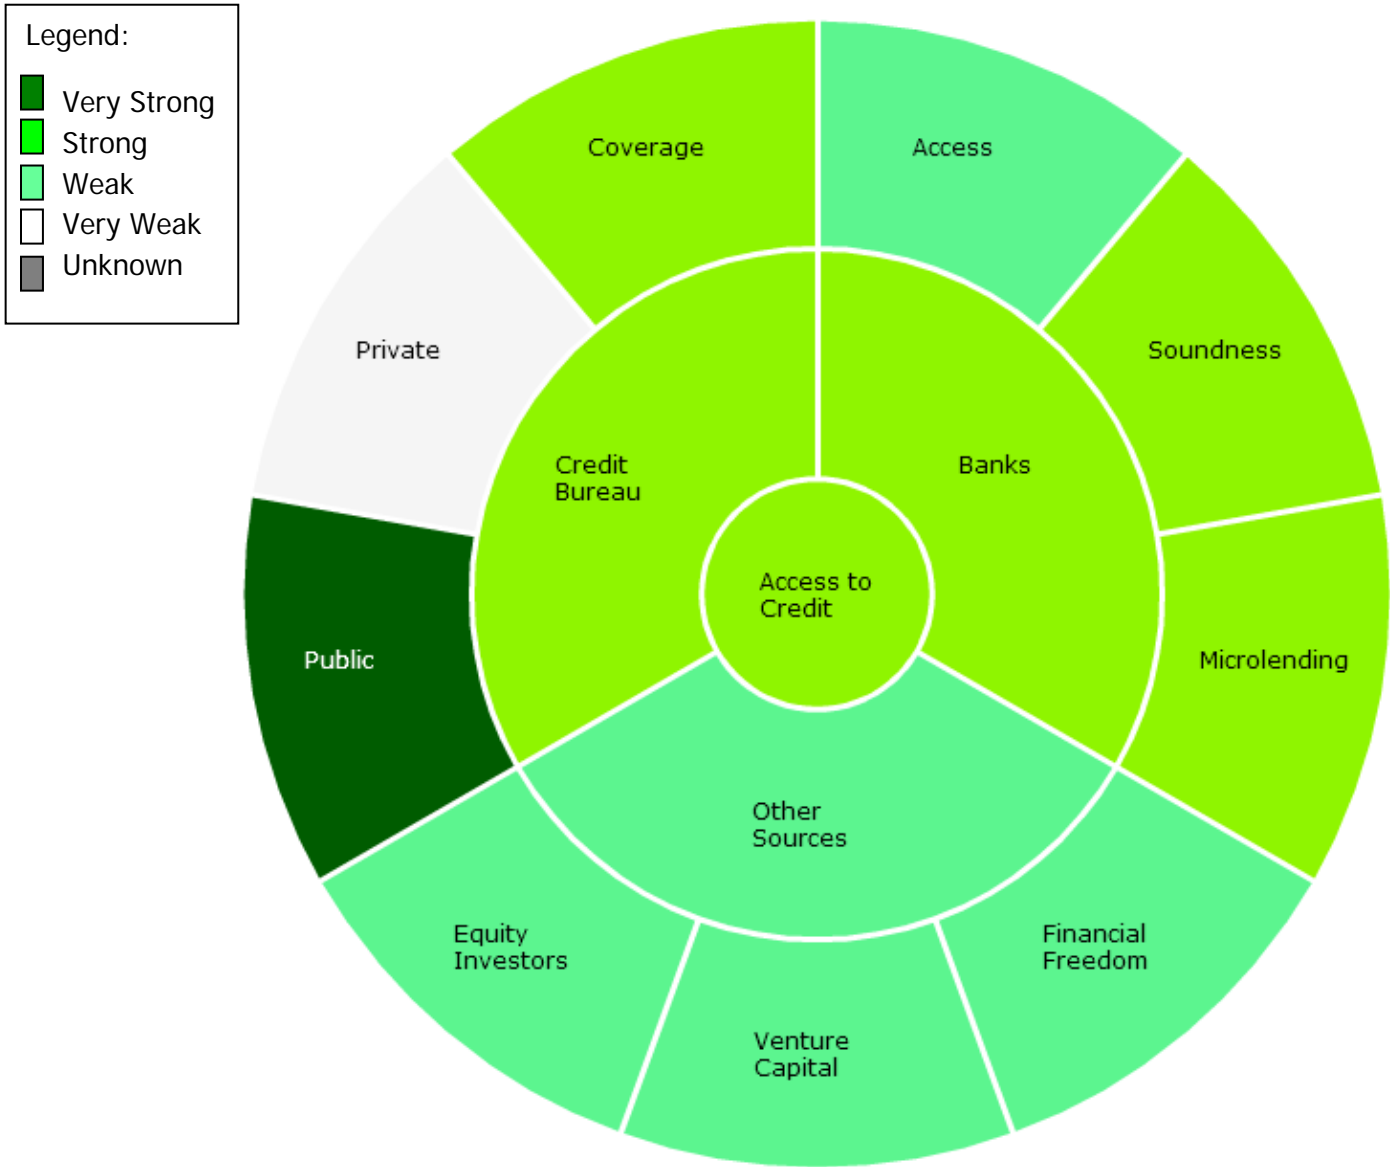 Legend:
Very Strong
Strong
Weak
Very Weak
Unknown
Coverage
Access
Private
Soundness
Credit
Bureau
Banks
Access to
Credit
Public
Microlending
Other
Sources
Equity
Investors
Financial
Freedom
Venture
Capital